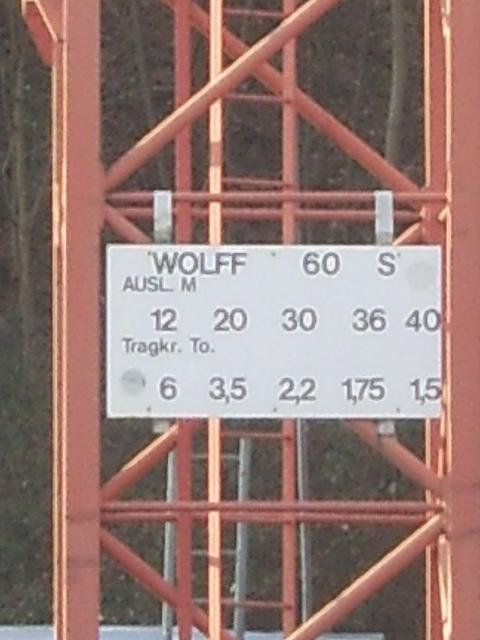 WOLFF 60 S
AUSL. M
12 20 30 36 40
Tragkr. To.
6 3,5 2,2 1,75 1,5